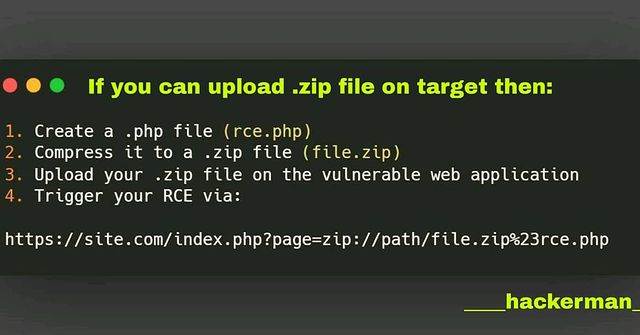 If you can upload .zip file on target then:
1. Create a .php file (rce.php)
2. Compress it to a .zip file (file.zip)
3. Upload your .zip file on the vulnerable web application
4. Trigger your RCE via:
https://site.com/index.php?page=zip://path/file.zip%23rce.php
___hackerman_